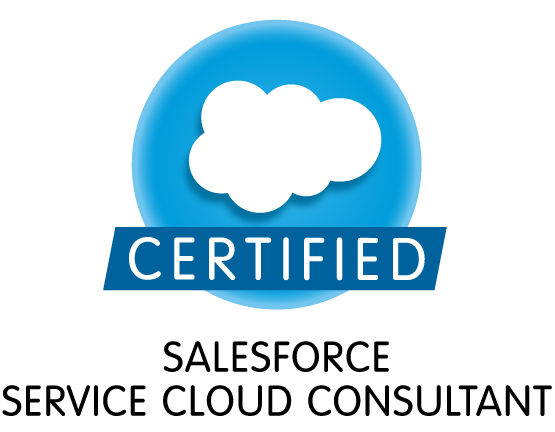 CERTIFIED
SALESFORCE
SERVICE CLOUD CONSULTANT